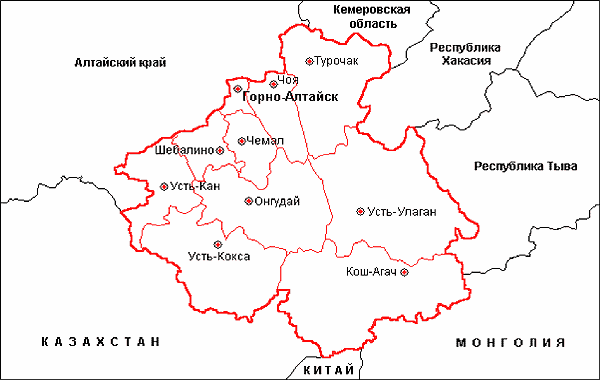 Кемеровская
область
Республика
Хакасия
Алтайский край
Турочак
Чоя
Горно-Алтайск
Чемал
Шебалино
Республика Тыва
Усть-Кан
Онгудай
Усть-Улаган
Усть-Кокса
Кош-Агач
КАЗАХСТАН
МОНГОЛИЯ
КИТАЙ